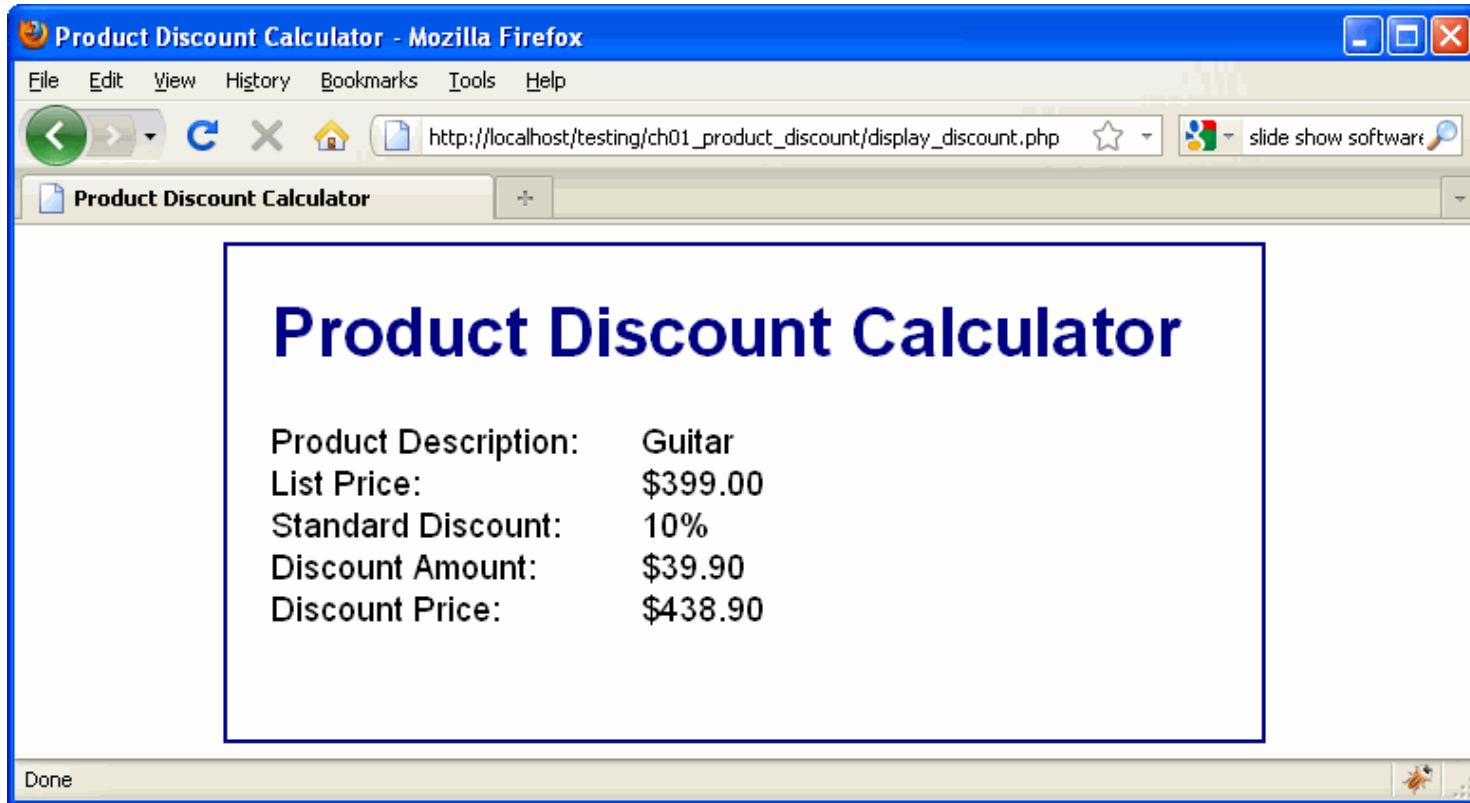 Product Discount Calculator - Mozilla Firefox
File Edit View History Bookmarks Tools Help
http://localhost/testing/ch01_product_discount/display_discount.php slide show software
Product Discount Calculator
Product Discount Calculator
Product Description: Guitar
List Price: $399.00
Standard Discount: 10%
Discount Amount: $39.90
Discount Price: $438.90
Done